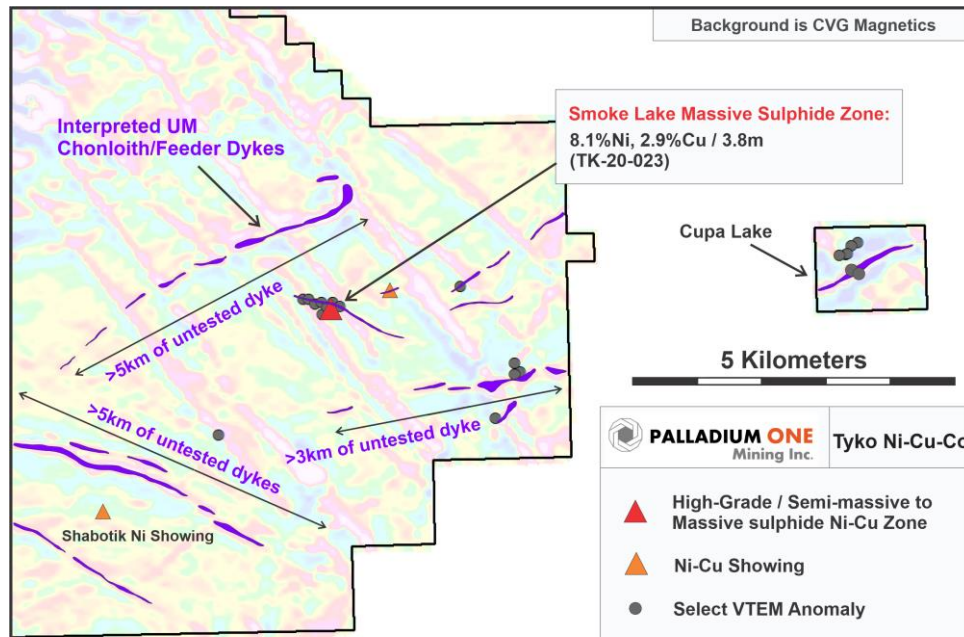 Background is CVG Magnetics
Interpreted UM
Chonloith/Feeder Dykes
Smoke Lake Massive Sulphide Zone:
8.1%Ni, 2.9%Cu / 3.8m
(TK-20-023)
Cupa Lake
>5km of untested dyke
>5km of untested dykes
>3km of untested dyke
Shabotik Ni Showing
5 Kilometers
PALLADIUM ONE
Mining Inc.
Tyko Ni-Cu-Co
High-Grade / Semi-massive to
Massive sulphide Ni-Cu Zone
Ni-Cu Showing
Select VTEM Anomaly